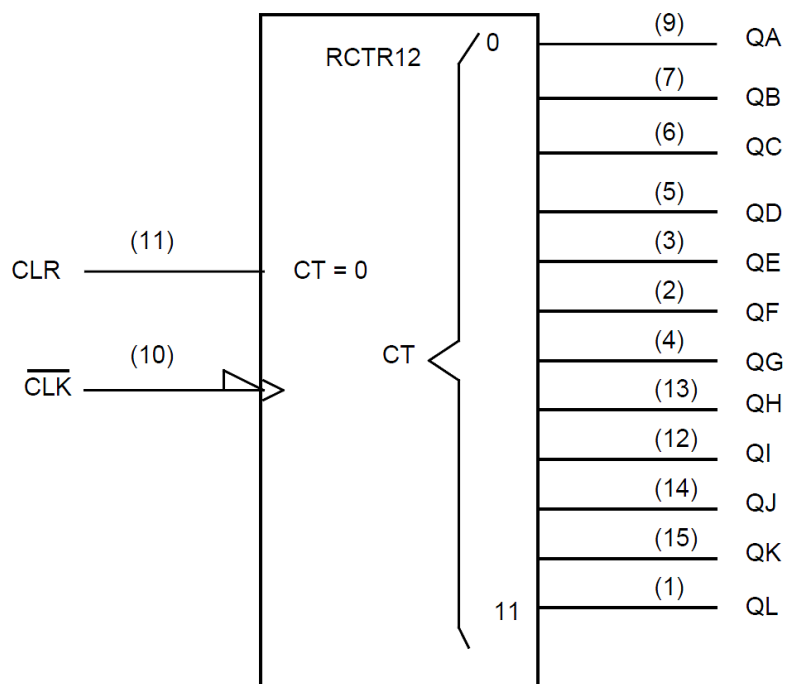 RCTR12
0
(9) QA
(7) QB
(6) QC
(5) QD
(11)
CLR
CT = 0
(3) QE
(2) QF
(10)
CLK
CT
(4) QG
(13) QH
(12) QI
(14) QJ
(15) QK
11
(1) QL